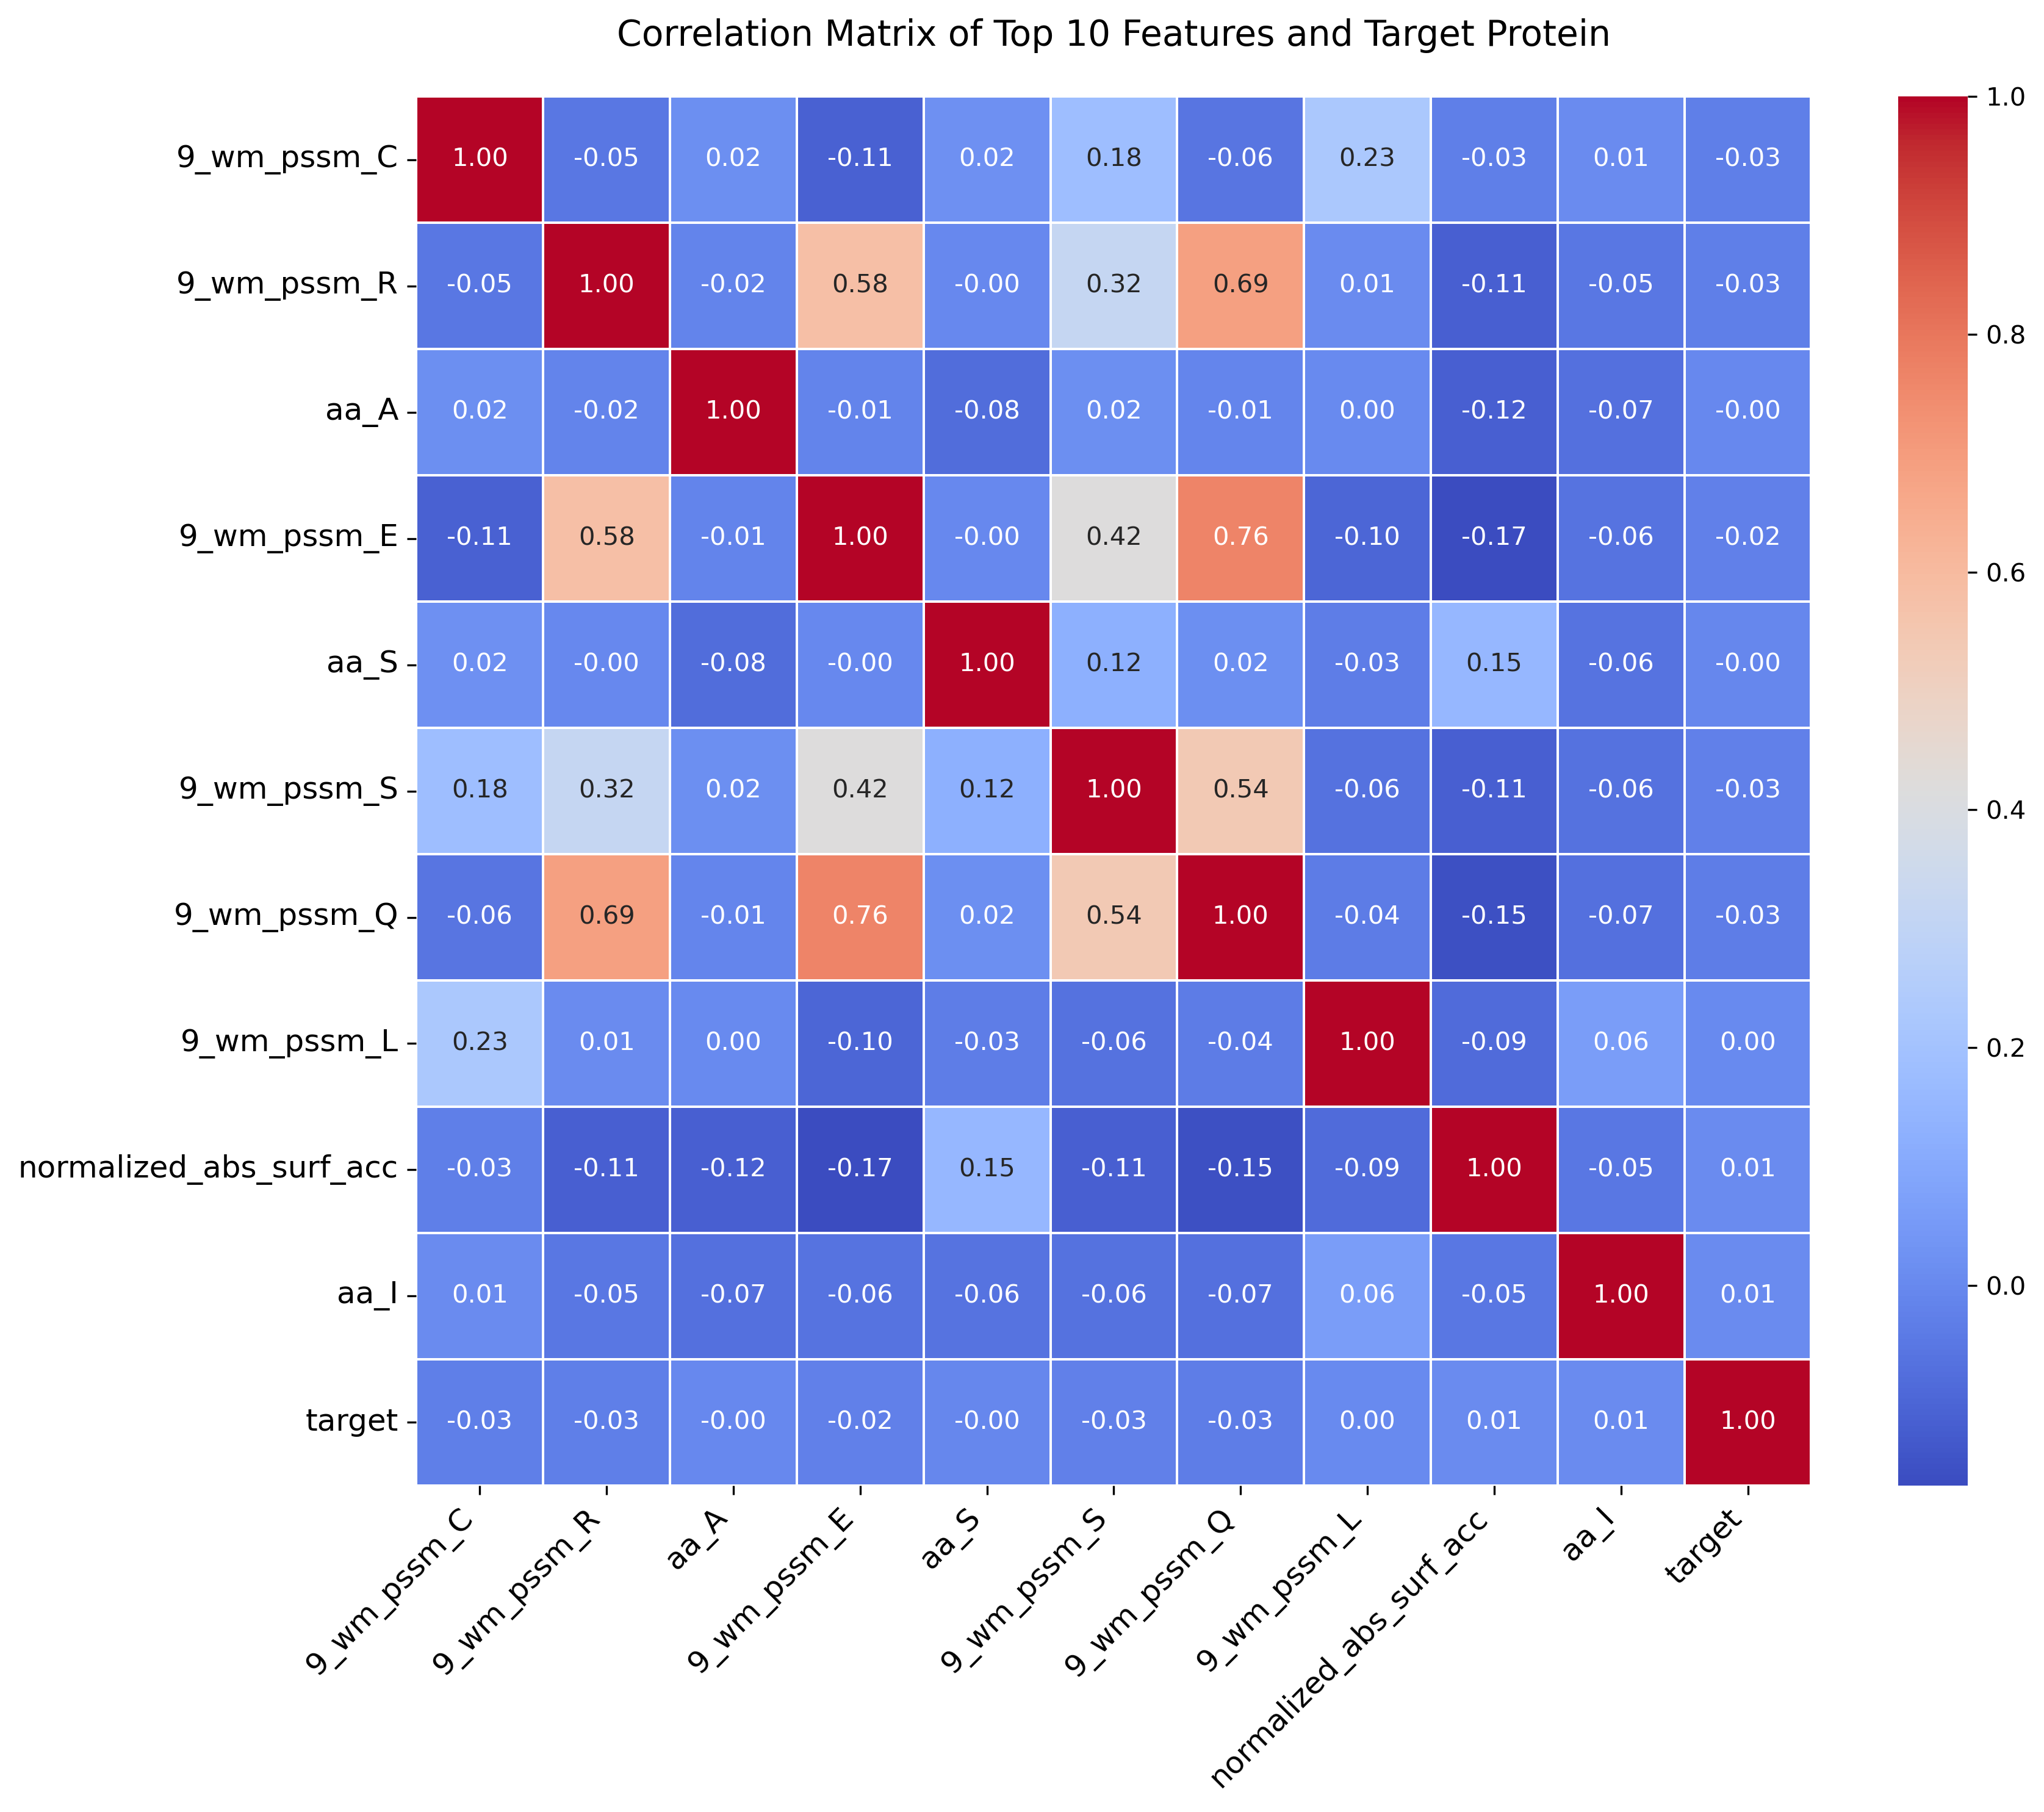 Correlation Matrix of Top 10 Features and Target Protein
9_wm_pssm_C 1.00 -0.05 0.02 -0.11 0.02 0.18 -0.06 0.23 -0.03 0.01 -0.03
9_wm_pssm_R -0.05 1.00 -0.02 0.58 -0.00 0.32 0.69 0.01 -0.11 -0.05 -0.03
aa_A 0.02 -0.02 1.00 -0.01 -0.08 0.02 -0.01 0.00 -0.12 -0.07 -0.00
9_wm_pssm_E -0.11 0.58 -0.01 1.00 -0.00 0.42 0.76 -0.10 -0.17 -0.06 -0.02
aa_S 0.02 -0.00 -0.08 -0.00 1.00 0.12 0.02 -0.03 0.15 -0.06 -0.00
9_wm_pssm_S 0.18 0.32 0.02 0.42 0.12 1.00 0.54 -0.06 -0.11 -0.06 -0.03
9_wm_pssm_Q -0.06 0.69 -0.01 0.76 0.02 0.54 1.00 -0.04 -0.15 -0.07 -0.03
9_wm_pssm_L 0.23 0.01 0.00 -0.10 -0.03 -0.06 -0.04 1.00 -0.09 0.06 0.00
normalized_abs_surf_acc -0.03 -0.11 -0.12 -0.17 0.15 -0.11 -0.15 -0.09 1.00 -0.05 0.01
aa_I 0.01 -0.05 -0.07 -0.06 -0.06 -0.06 -0.07 0.06 -0.05 1.00 0.01
target -0.03 -0.03 -0.00 -0.02 -0.00 -0.03 -0.03 0.00 0.01 0.01 1.00
9_wm_pssm_C 9_wm_pssm_R aa_A 9_wm_pssm_E aa_S 9_wm_pssm_S 9_wm_pssm_Q 9_wm_pssm_L normalized_abs_surf_acc aa_I target
1.0
0.8
0.6
0.4
0.2
0.0